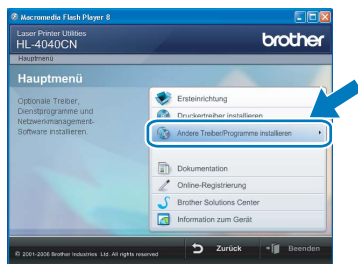 Macromedia Flash Player 8
Laser Printer Utilities
HL-4040CN
brother
Hauptmenü
Hauptmenü
Optionale Treiber,
Dienstprogramme und
Netzwerkmanagement-
Software installieren.
Ersteinrichtung
Druckertreiber installieren
Andere Treiber/Programme installieren
Dokumentation
Online-Registrierung
Brother Solutions Center
Information zum Gerät
© 2001-2006 Brother Industries Ltd. All rights reserved
Zurück
Beenden